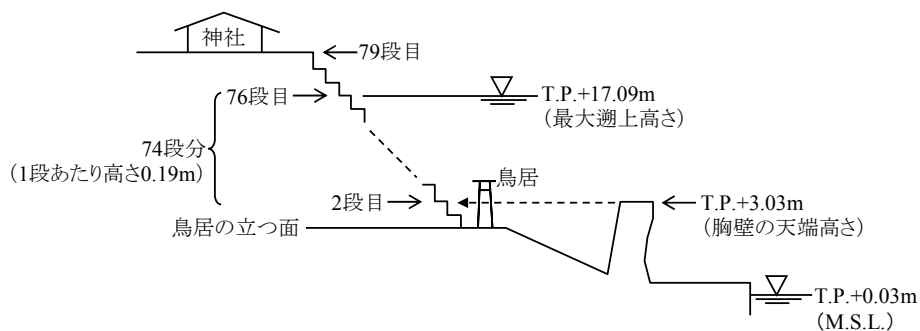 神社
79段目
76段目
T.P.+17.09m
(最大遡上高さ)
74段分
(1段あたり高さ0.19m)
鳥居
2段目
T.P.+3.03m
(胸壁の天端高さ)
鳥居の立つ面
T.P.+0.03m
(M.S.L.)